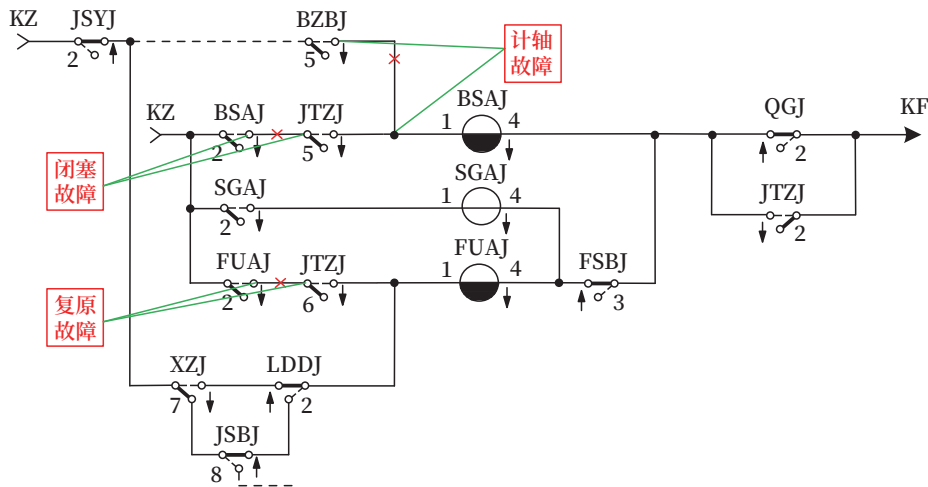 KZ JSYJ BZBJ
2 5
计轴
故障
KZ BSAJ JTZJ 1 BSAJ 4 QGJ KF
2 5 2
闭塞
故障
SGAJ 1 SGAJ 4 JTZJ
2 2
FUAJ JTZJ 1 FUAJ 4 FSBJ
2 6 3
复原
故障
XZJ LDDJ
7 2
JSBJ
8